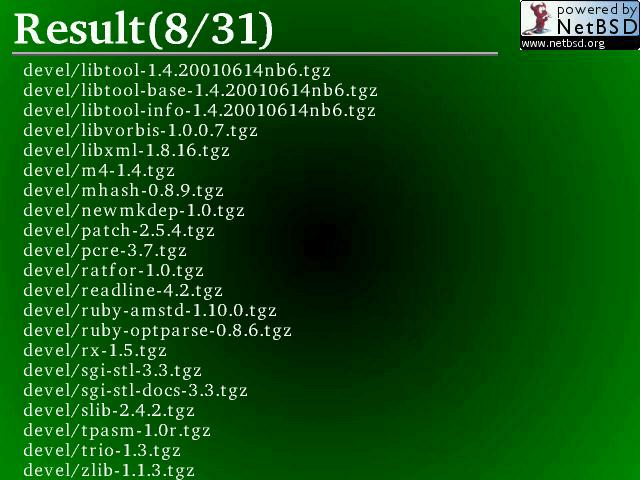 Result(8/31)
powered by
NetBSD
www.netbsd.org
devel/libtool-1.4.20010614nb6.tgz
devel/libtool-base-1.4.20010614nb6.tgz
devel/libtool-info-1.4.20010614nb6.tgz
devel/libvorbis-1.0.0.7.tgz
devel/libxml-1.8.16.tgz
devel/m4-1.4.tgz
devel/mhash-0.8.9.tgz
devel/newmkdep-1.0.tgz
devel/patch-2.5.4.tgz
devel/pcre-3.7.tgz
devel/ratfor-1.0.tgz
devel/readline-4.2.tgz
devel/ruby-amstd-1.10.0.tgz
devel/ruby-optparse-0.8.6.tgz
devel/rx-1.5.tgz
devel/sgi-stl-3.3.tgz
devel/sgi-stl-docs-3.3.tgz
devel/slib-2.4.2.tgz
devel/tpasm-1.0r.tgz
devel/trio-1.3.tgz
devel/zlib-1.1.3.tgz